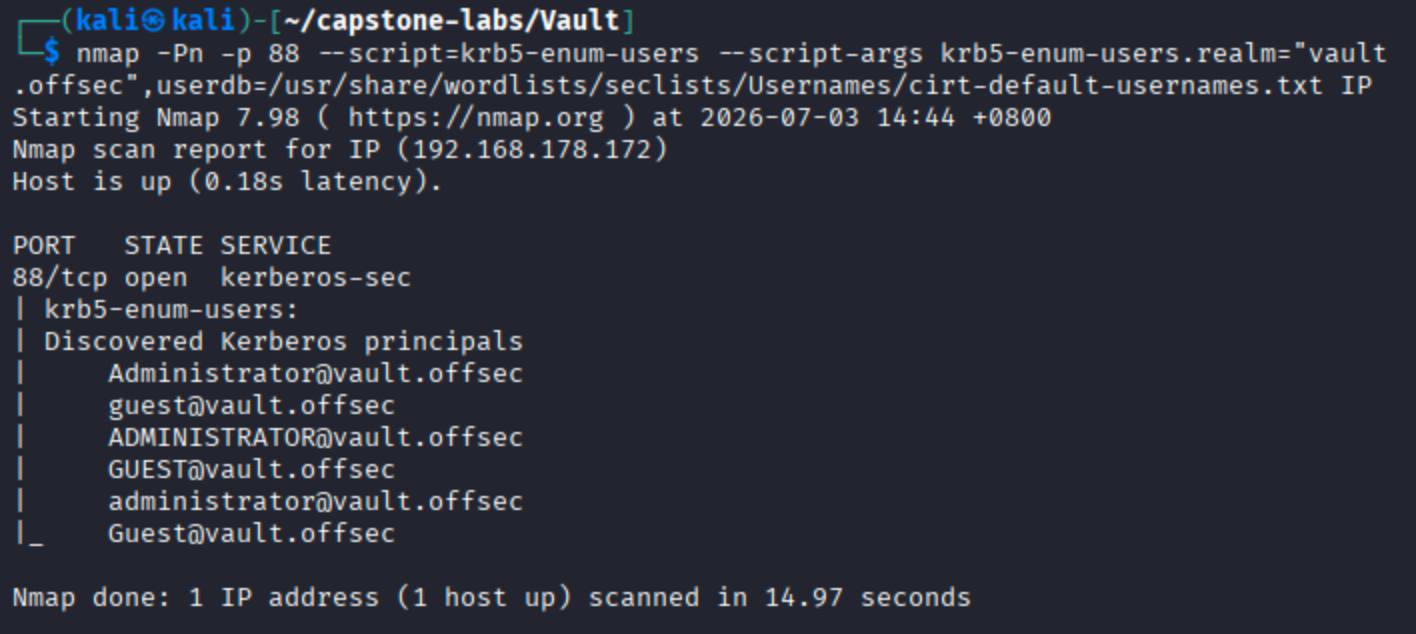 ┌──(kali㉿kali)-[~/capstone-labs/Vault]
└─$ nmap -Pn -p 88 --script=krb5-enum-users --script-args krb5-enum-users.realm="vault
.offsec",userdb=/usr/share/wordlists/seclists/Usernames/cirt-default-usernames.txt IP
Starting Nmap 7.98 ( https://nmap.org ) at 2026-07-03 14:44 +0800
Nmap scan report for IP (192.168.178.172)
Host is up (0.18s latency).

PORT   STATE SERVICE
88/tcp open  kerberos-sec
| krb5-enum-users:
| Discovered Kerberos principals
|     Administrator@vault.offsec
|     guest@vault.offsec
|     ADMINISTRATOR@vault.offsec
|     GUEST@vault.offsec
|     administrator@vault.offsec
|_    Guest@vault.offsec

Nmap done: 1 IP address (1 host up) scanned in 14.97 seconds